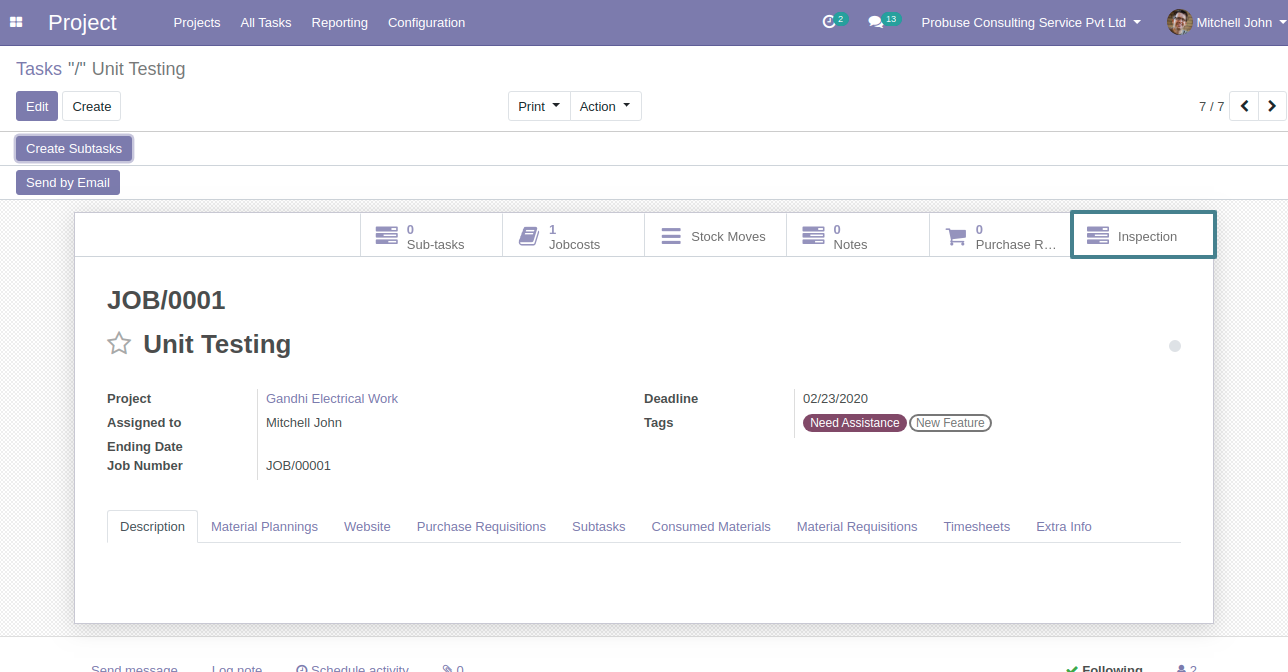 Project Projects All Tasks Reporting Configuration 2 13 Probuse Consulting Service Pvt Ltd Mitchell John
Tasks "/" Unit Testing
Edit Create Print Action 7 / 7
Create Subtasks
Send by Email
0 Sub-tasks
1 Jobcosts
Stock Moves
0 Notes
0 Purchase R…
Inspection
JOB/0001
Unit Testing
Project Gandhi Electrical Work Deadline 02/23/2020
Assigned to Mitchell John Tags Need Assistance New Feature
Ending Date
Job Number JOB/00001
Description Material Plannings Website Purchase Requisitions Subtasks Consumed Materials Material Requisitions Timesheets Extra Info
Send message Log note Schedule activity 0 Following 2